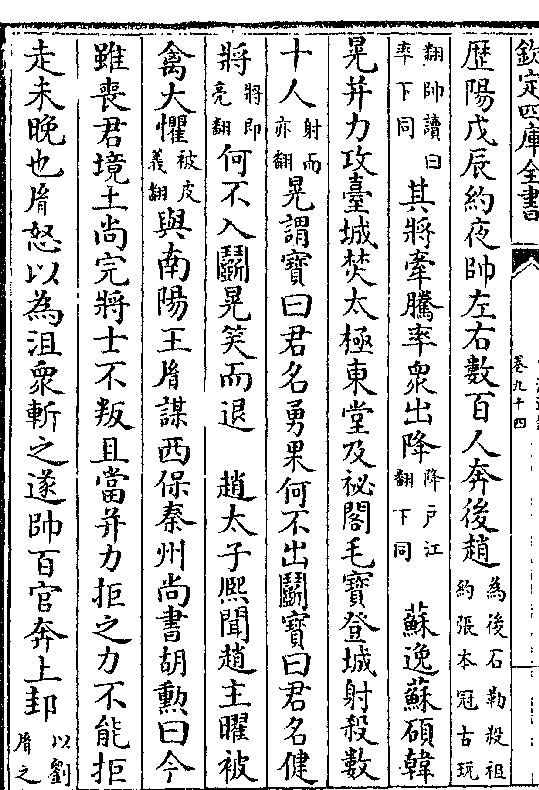 欽定四庫全書
卷九十四
歴陽戊辰約夜帥左右數百人奔後趙為後石勒殺祖約張本冠古玩
翻帥讀曰率下同其將牽騰率衆出降降戸江翻下同蘇逸蘇碩韓
晃并力攻臺城焚太極東堂及祕閣毛寶登城射殺數
十人射而亦翻晃謂寶曰君名勇果何不出鬭寶曰君名健
將將即亮翻何不入鬭晃笑而退趙太子熙聞趙主曜被
禽大懼被皮義翻與南陽王𦙍謀西保秦州尚書胡勲曰今
雖喪君境土尚完將士不叛且當并力拒之力不能拒
走未晚也𦙍怒以為沮衆斬之遂帥百官奔上邽以劉𦙍之